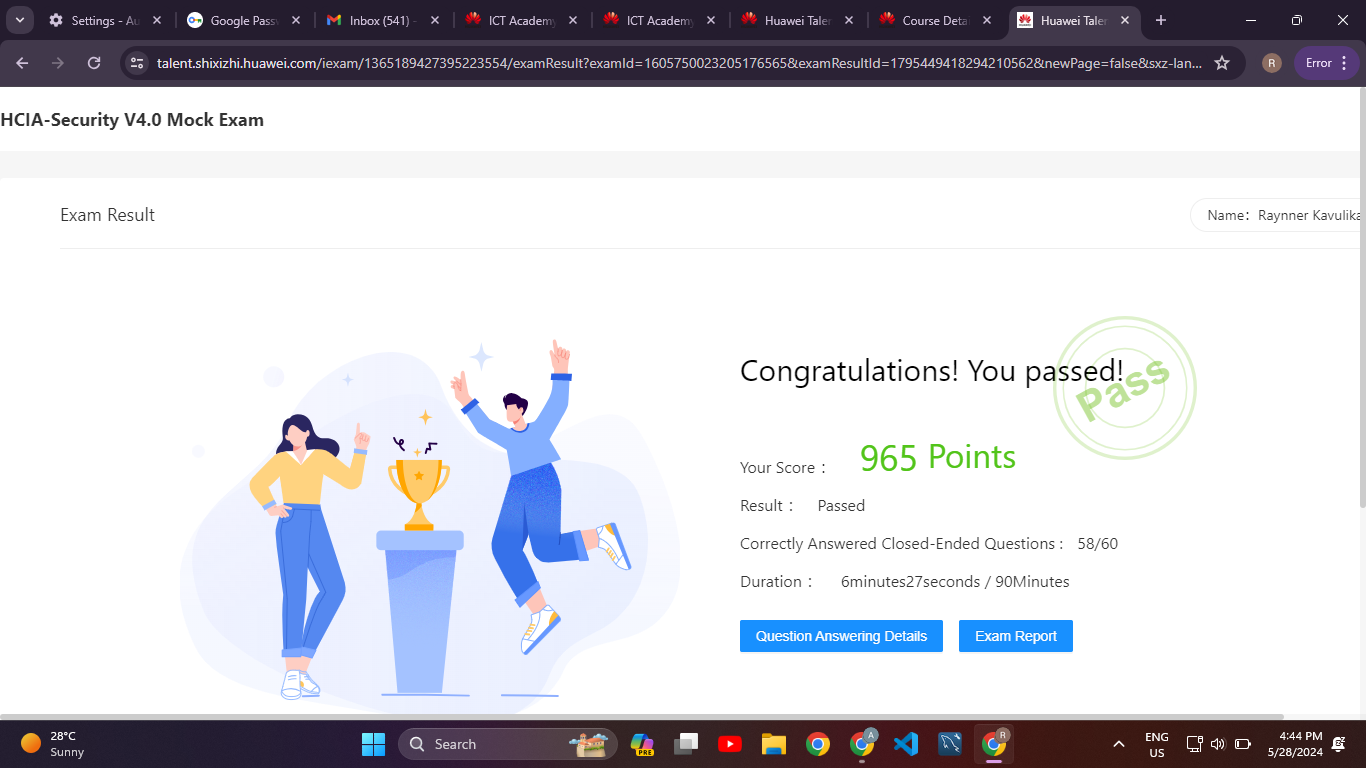 Settings - Au
Google Passw
Inbox (541) -
ICT Academy
ICT Academy
Huawei Talen
Course Detai
Huawei Talen
talent.shixizhi.huawei.com/iexam/1365189427395223554/examResult?examId=1605750023205176565&examResultId=1795449418294210562&newPage=false&sxz-lan...
R
Error
HCIA-Security V4.0 Mock Exam
Exam Result
Name: Raynner Kavulika
Congratulations! You passed!
Pass
Your Score : 965 Points
Result : Passed
Correctly Answered Closed-Ended Questions : 58/60
Duration : 6minutes27seconds / 90Minutes
Question Answering Details
Exam Report
28°C
Sunny
Search
PRE
A
R
ENG
US
4:44 PM
5/28/2024